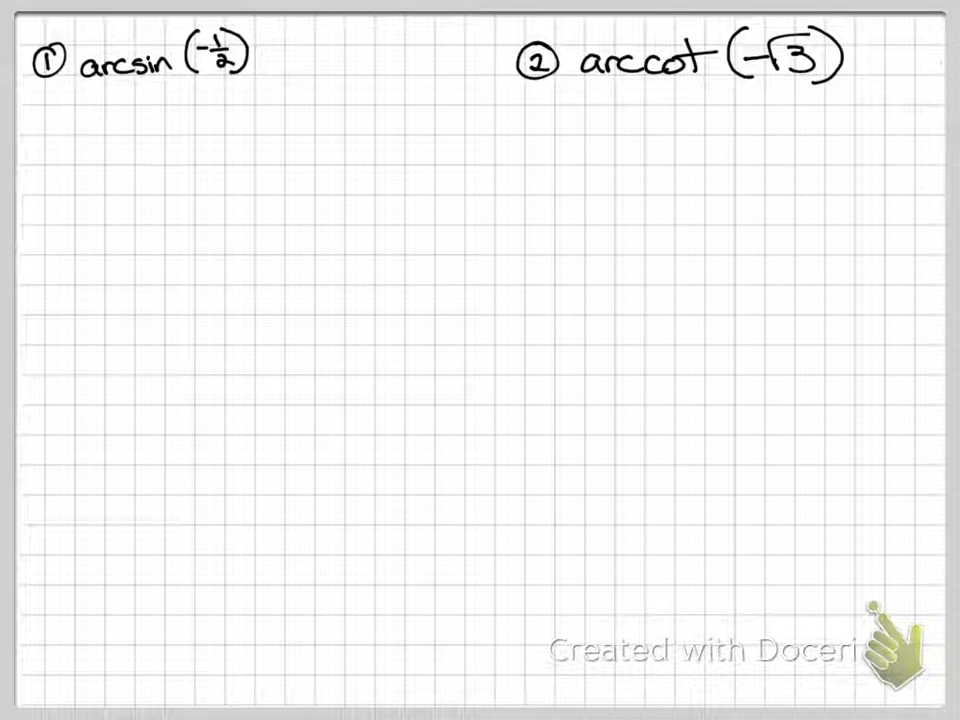 ① arcsin (-1/2)
② arccot (-√3)
Created with Doceri